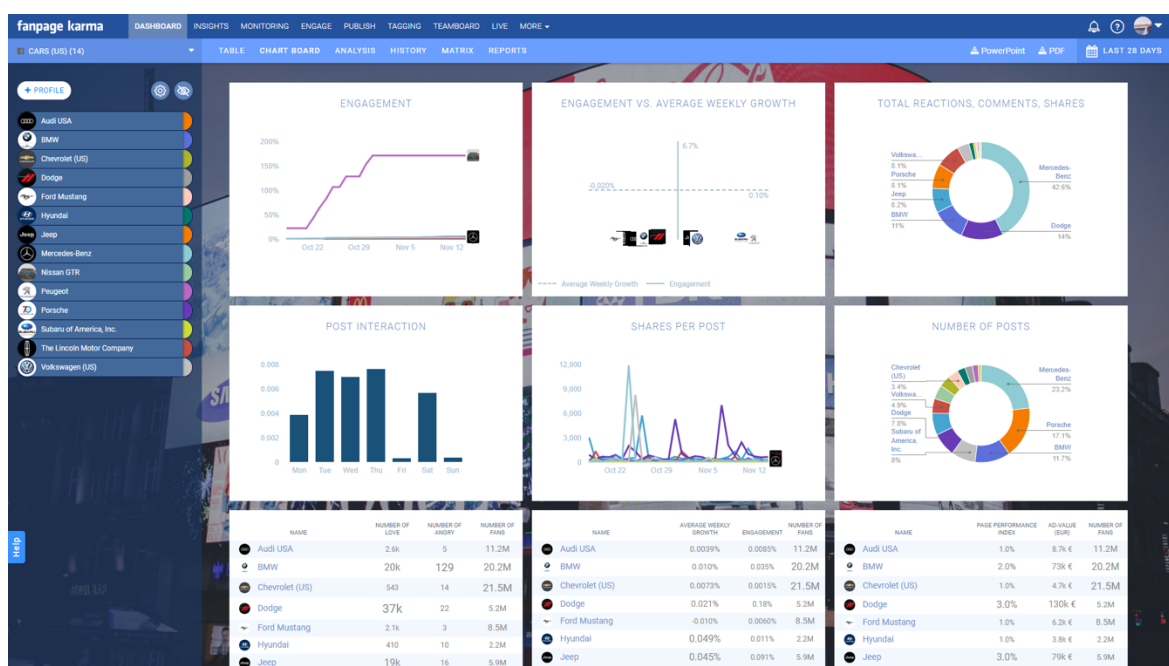 fanpage karma DASHBOARD INSIGHTS MONITORING ENGAGE PUBLISH TAGGING TEAMBOARD LIVE MORE
CARS (US) (14) TABLE CHART BOARD ANALYSIS HISTORY MATRIX REPORTS PowerPoint PDF LAST 28 DAYS
+ PROFILE
Audi USA
BMW
Chevrolet (US)
Dodge
Ford Mustang
Hyundai
Jeep
Mercedes-Benz
Nissan GTR
Peugeot
Porsche
Subaru of America, Inc.
The Lincoln Motor Company
Volkswagen (US)
Help
ENGAGEMENT
200%
150%
100%
50%
0%
Oct 22 Oct 29 Nov 5 Nov 12
ENGAGEMENT VS. AVERAGE WEEKLY GROWTH
6.7%
-0.020%
0.10%
Average Weekly Growth Engagement
TOTAL REACTIONS, COMMENTS, SHARES
Volkswa...
8.1%
Porsche
8.1%
Jeep
8.2%
BMW
11%
Mercedes-
Benz
42.6%
Dodge
14%
POST INTERACTION
0.008
0.006
0.004
0.002
0
Mon Tue Wed Thu Fri Sat Sun
SHARES PER POST
12,000
9,000
6,000
3,000
0
Oct 22 Oct 29 Nov 5 Nov 12
NUMBER OF POSTS
Chevrolet
(US)
3.4%
Volkswa...
4.9%
Dodge
7.8%
Subaru of
America,
Inc.
0%
Mercedes-
Benz
23.2%
Porsche
17.1%
BMW
11.7%
NAME NUMBER OF LOVE NUMBER OF ANGRY NUMBER OF FANS
Audi USA 2.6k 5 11.2M
BMW 20k 129 20.2M
Chevrolet (US) 543 14 21.5M
Dodge 37k 22 5.2M
Ford Mustang 2.1k 3 8.5M
Hyundai 410 10 2.2M
Jeep 19k 16 5.9M
NAME AVERAGE WEEKLY GROWTH ENGAGEMENT NUMBER OF FANS
Audi USA 0.0039% 0.0085% 11.2M
BMW 0.010% 0.035% 20.2M
Chevrolet (US) 0.0073% 0.0015% 21.5M
Dodge 0.021% 0.18% 5.2M
Ford Mustang -0.010% 0.0060% 8.5M
Hyundai 0.049% 0.011% 2.2M
Jeep 0.045% 0.091% 5.9M
NAME PAGE PERFORMANCE INDEX AD-VALUE (EUR) NUMBER OF FANS
Audi USA 1.0% 8.7k € 11.2M
BMW 2.0% 73k € 20.2M
Chevrolet (US) 1.0% 4.7k € 21.5M
Dodge 3.0% 130k € 5.2M
Ford Mustang 1.0% 6.2k € 8.5M
Hyundai 1.0% 3.8k € 2.2M
Jeep 3.0% 79k € 5.9M